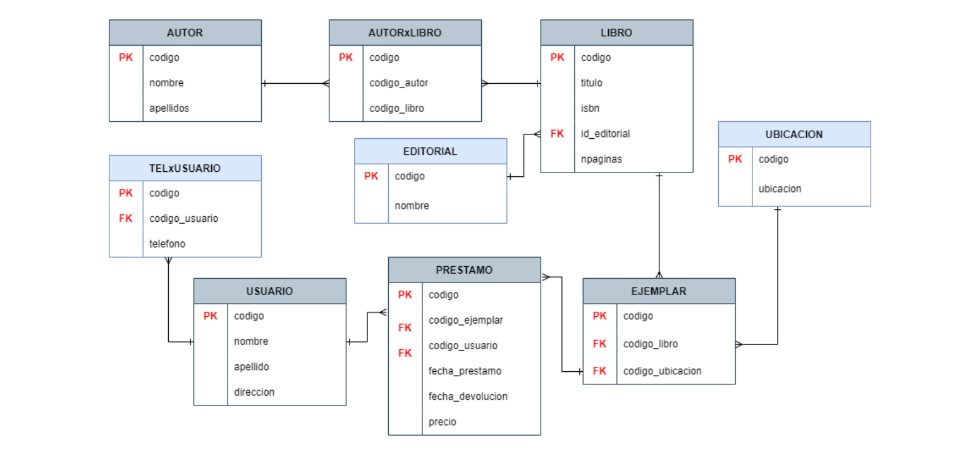 AUTOR
PK codigo
nombre
apellidos
AUTORxLIBRO
PK codigo
codigo_autor
codigo_libro
LIBRO
PK codigo
titulo
isbn
FK id_editorial
npaginas
EDITORIAL
PK codigo
nombre
UBICACION
PK codigo
ubicacion
TELxUSUARIO
PK codigo
FK codigo_usuario
telefono
USUARIO
PK codigo
nombre
apellido
direccion
PRESTAMO
PK codigo
FK codigo_ejemplar
FK codigo_usuario
fecha_prestamo
fecha_devolucion
precio
EJEMPLAR
PK codigo
FK codigo_libro
FK codigo_ubicacion